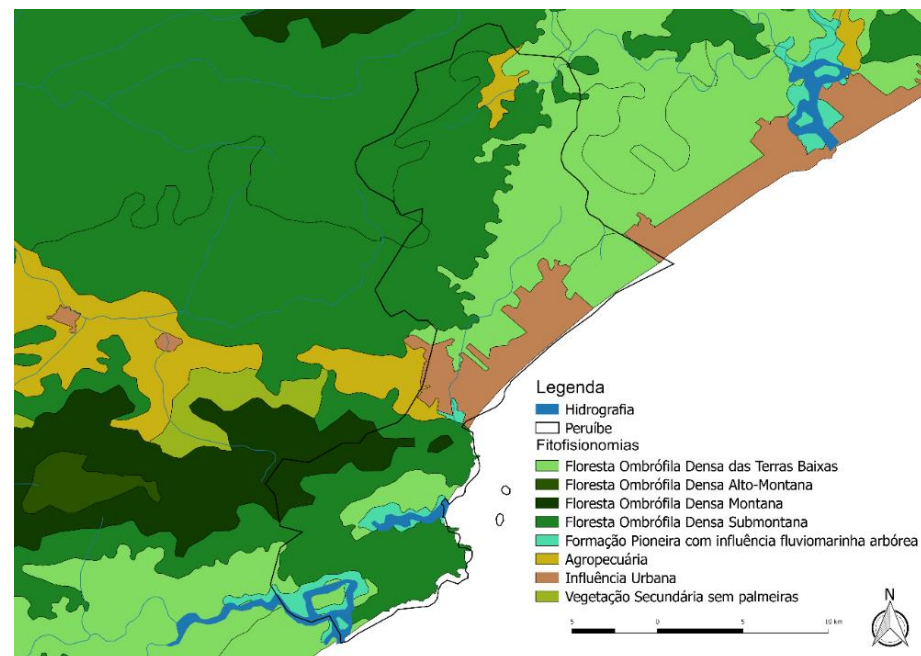 Legenda
Hidrografia
Peruíbe
Fitofisionomias
Floresta Ombrófila Densa das Terras Baixas
Floresta Ombrófila Densa Alto-Montana
Floresta Ombrófila Densa Montana
Floresta Ombrófila Densa Submontana
Formação Pioneira com influência fluviomarinha arbórea
Agropecuária
Influência Urbana
Vegetação Secundária sem palmeiras
N
5 0 5 10 km